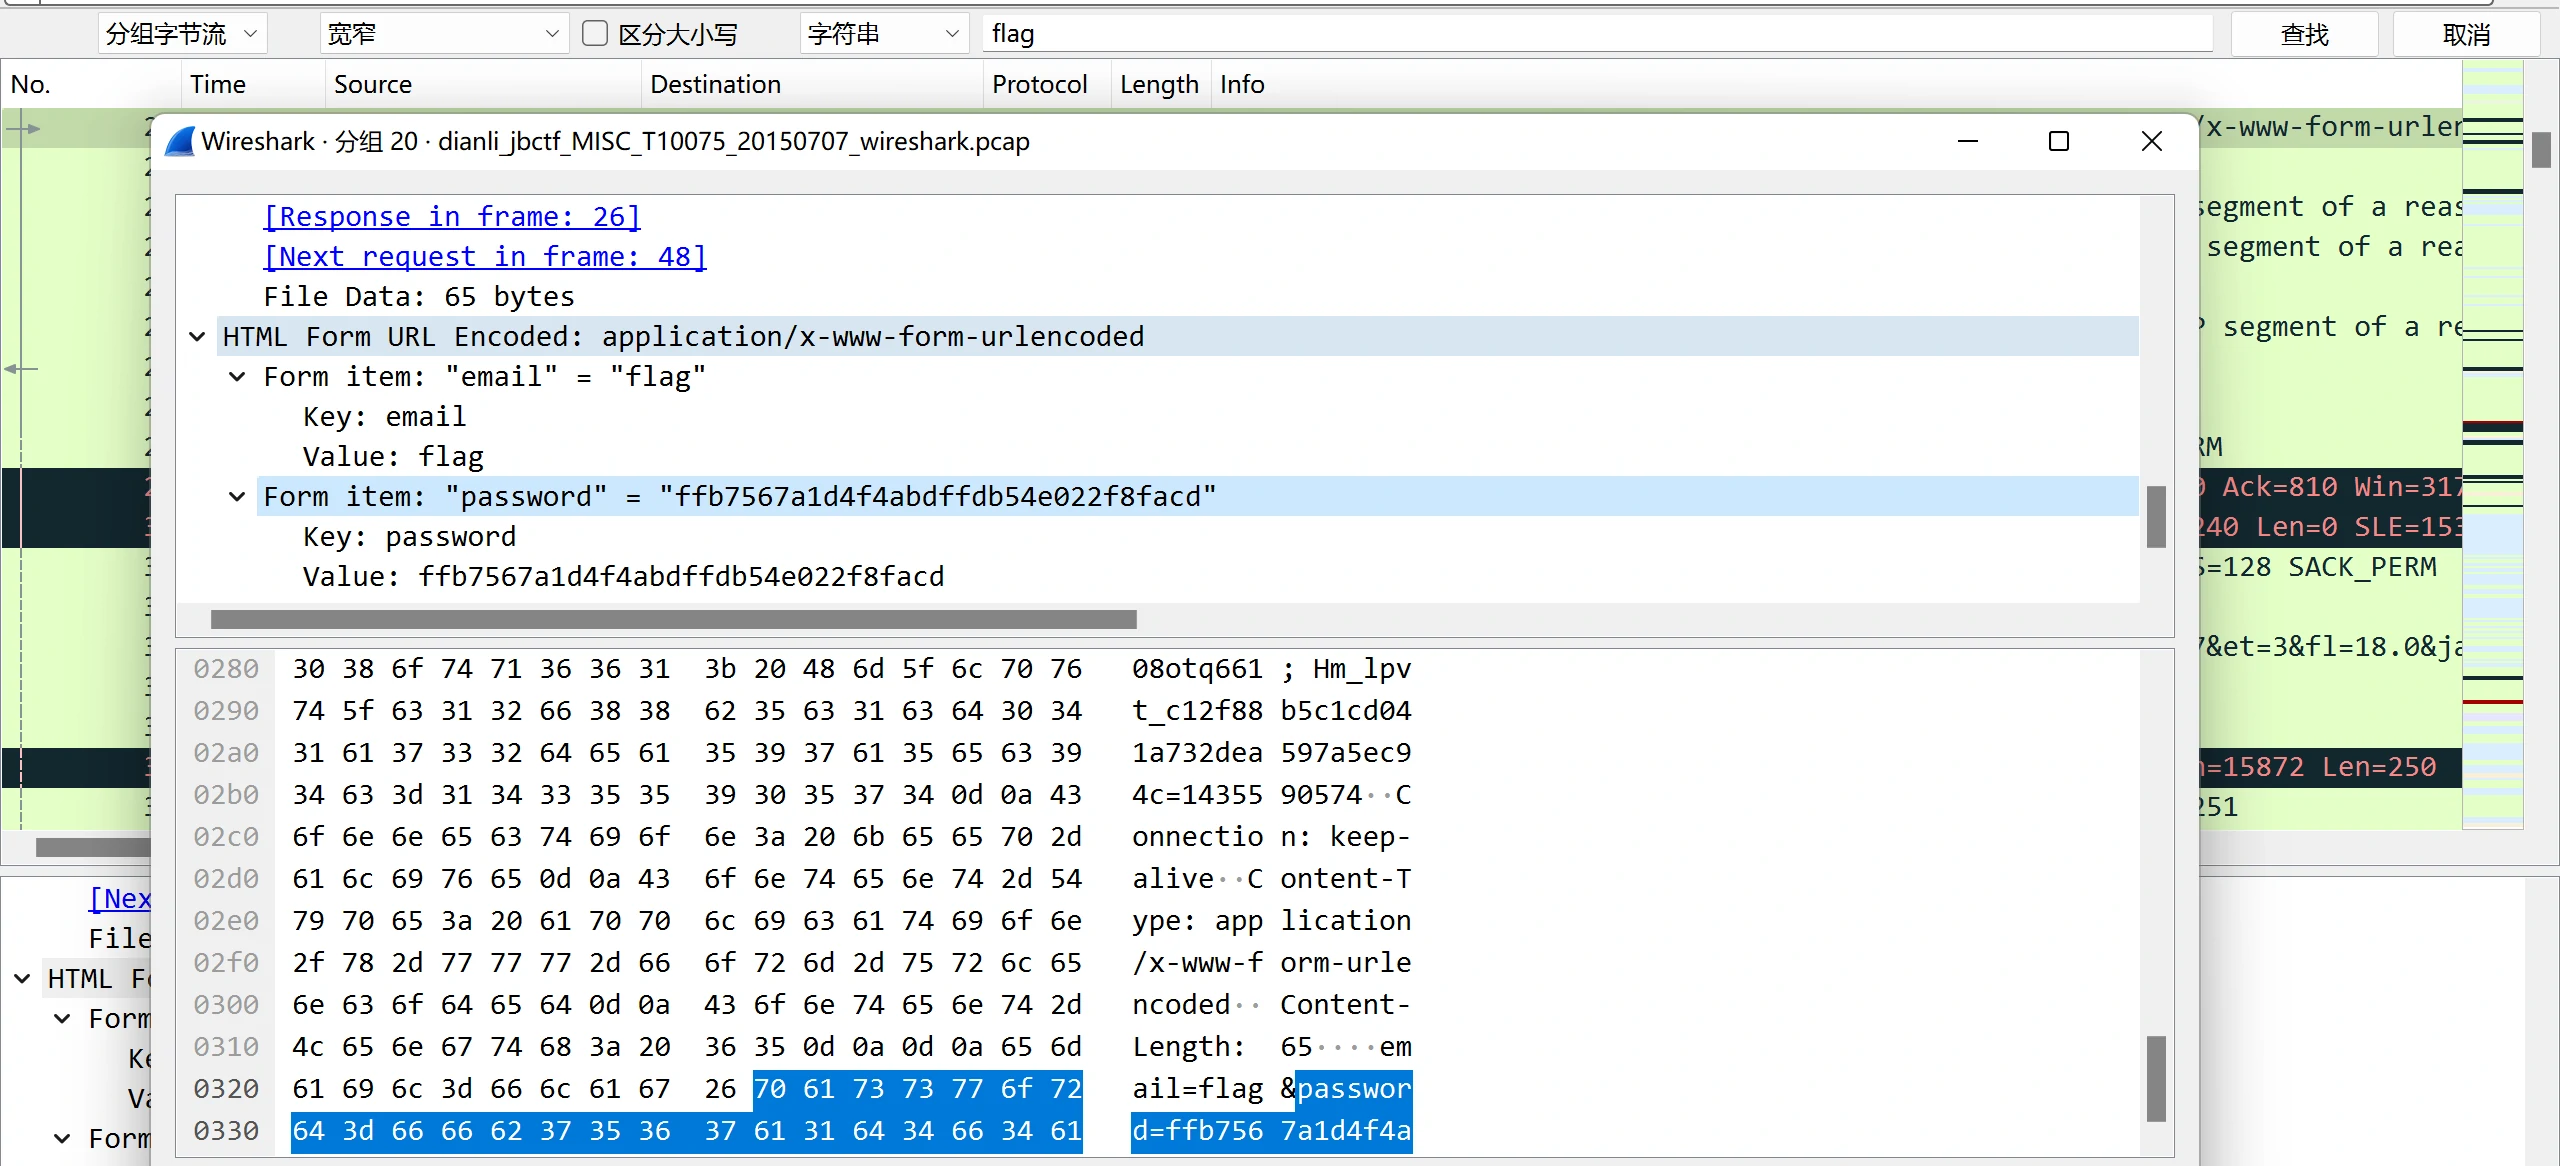 分组字节流 宽窄 区分大小写 字符串 flag 查找 取消
No. Time Source Destination Protocol Length Info
/x-www-form-urlen
Wireshark · 分组 20 · dianli_jbctf_MISC_T10075_20150707_wireshark.pcap
[Response in frame: 26]
segment of a reas
[Next request in frame: 48]
segment of a rea
File Data: 65 bytes
HTML Form URL Encoded: application/x-www-form-urlencoded
segment of a re
Form item: "email" = "flag"
Key: email
Value: flag
RM
Form item: "password" = "ffb7567a1d4f4abdffdb54e022f8facd"
Ack=810 Win=317
Key: password
240 Len=0 SLE=153
Value: ffb7567a1d4f4abdffdb54e022f8facd
S=128 SACK_PERM
7&et=3&fl=18.0&ja
0280 30 38 6f 74 71 36 36 31 3b 20 48 6d 5f 6c 70 76 08otq661 ; Hm_lpv
0290 74 5f 63 31 32 66 38 38 62 35 63 31 63 64 30 34 t_c12f88 b5c1cd04
02a0 31 61 37 33 32 64 65 61 35 39 37 61 35 65 63 39 1a732dea 597a5ec9
n=15872 Len=250
02b0 34 63 3d 31 34 33 35 35 39 30 35 37 34 0d 0a 43 4c=14355 90574··C
251
02c0 6f 6e 6e 65 63 74 69 6f 6e 3a 20 6b 65 65 70 2d onnectio n: keep-
02d0 61 6c 69 76 65 0d 0a 43 6f 6e 74 65 6e 74 2d 54 alive··C ontent-T
[Nex
02e0 79 70 65 3a 20 61 70 70 6c 69 63 61 74 69 6f 6e ype: app lication
File
02f0 2f 78 2d 77 77 77 2d 66 6f 72 6d 2d 75 72 6c 65 /x-www-f orm-urle
HTML Fo
0300 6e 63 6f 64 65 64 0d 0a 43 6f 6e 74 65 6e 74 2d ncoded·· Content-
Form
0310 4c 65 6e 67 74 68 3a 20 36 35 0d 0a 0d 0a 65 6d Length: 65····em
Ke
0320 61 69 6c 3d 66 6c 61 67 26 70 61 73 73 77 6f 72 ail=flag &passwor
Va
0330 64 3d 66 66 62 37 35 36 37 61 31 64 34 66 34 61 d=ffb756 7a1d4f4a
Form